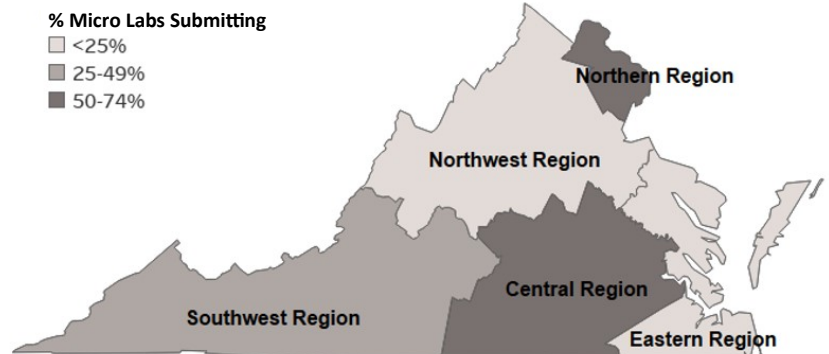 % Micro Labs Submitting
<25%
25-49%
50-74%
Northern Region
Northwest Region
Central Region
Southwest Region
Eastern Region